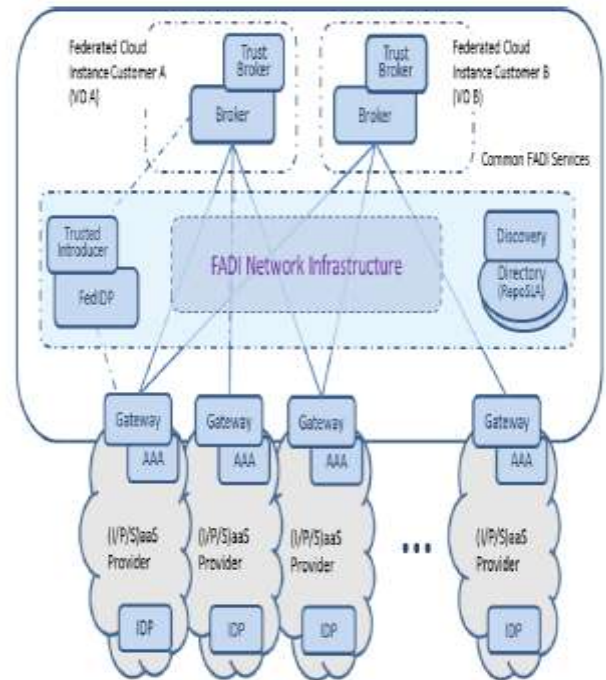 Federated Cloud
Instance Customer A
(VO A)
Trust
Broker
Broker
Trust
Broker
Broker
Federated Cloud
Instance Customer B
(VO B)
Common FADI Services
Trusted
Introducer
FedIDP
FADI Network Infrastructure
Discovery
Directory
(RepoSLA)
Gateway
AAA
(I/P/S)aaS
Provider
IDP
Gateway
AAA
(I/P/S)aaS
Provider
IDP
Gateway
AAA
(I/P/S)aaS
Provider
IDP
...
Gateway
AAA
(I/P/S)aaS
Provider
IDP